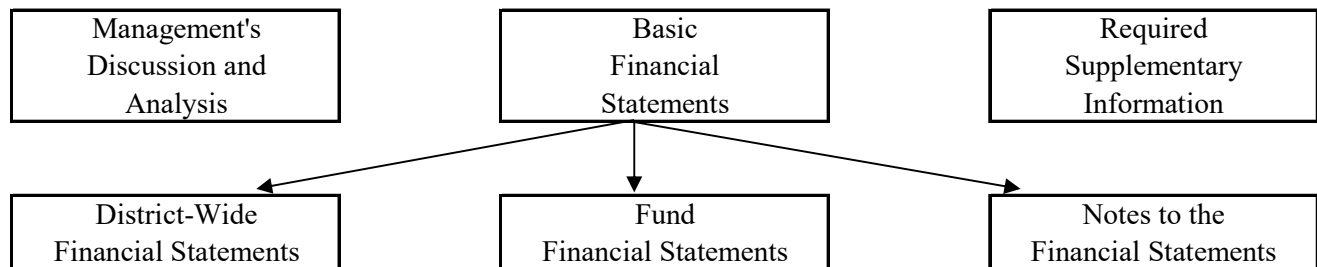 Management's
Discussion and
Analysis
Basic
Financial
Statements
Required
Supplementary
Information
District-Wide
Financial Statements
Fund
Financial Statements
Notes to the
Financial Statements